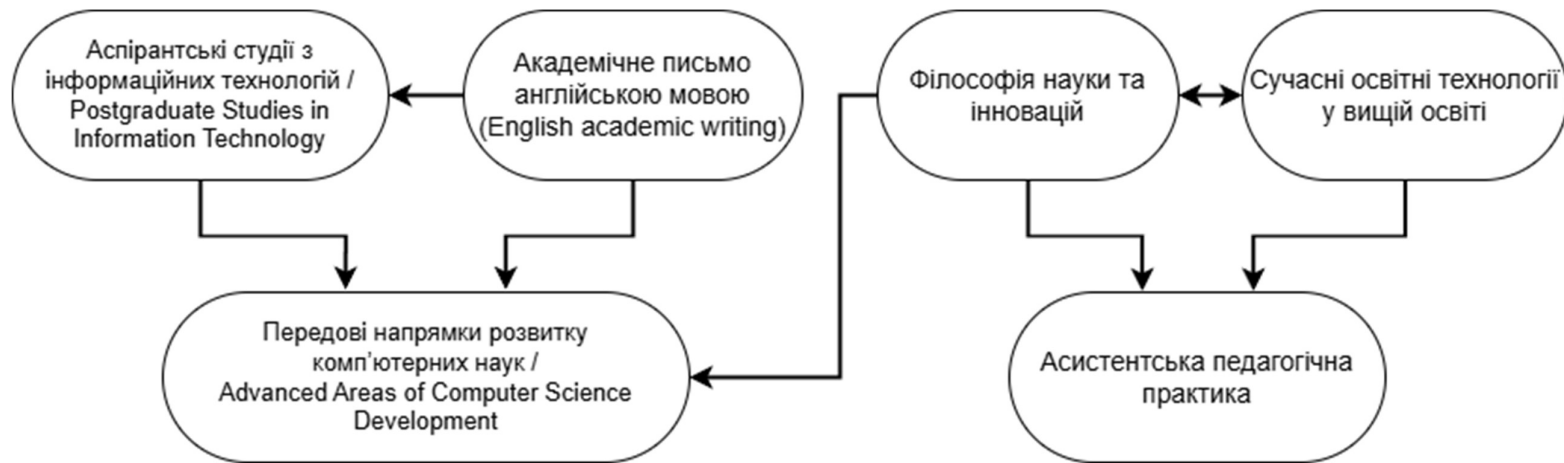 Аспірантські студії з
інформаційних технологій /
Postgraduate Studies in
Information Technology
Академічне письмо
англійською мовою
(English academic writing)
Філософія науки та
інновацій
Сучасні освітні технології
у вищій освіті
Передові напрямки розвитку
комп'ютерних наук /
Advanced Areas of Computer Science
Development
Асистентська педагогічна
практика